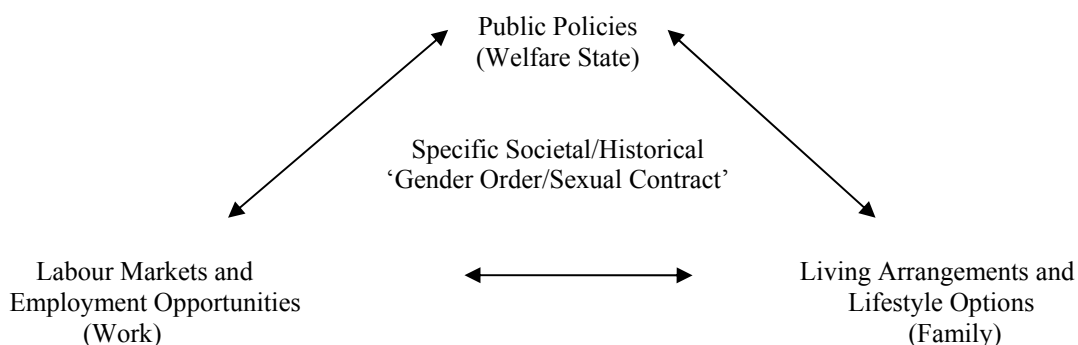 Public Policies
(Welfare State)
Specific Societal/Historical
‘Gender Order/Sexual Contract’
Labour Markets and
Employment Opportunities
(Work)
Living Arrangements and
Lifestyle Options
(Family)